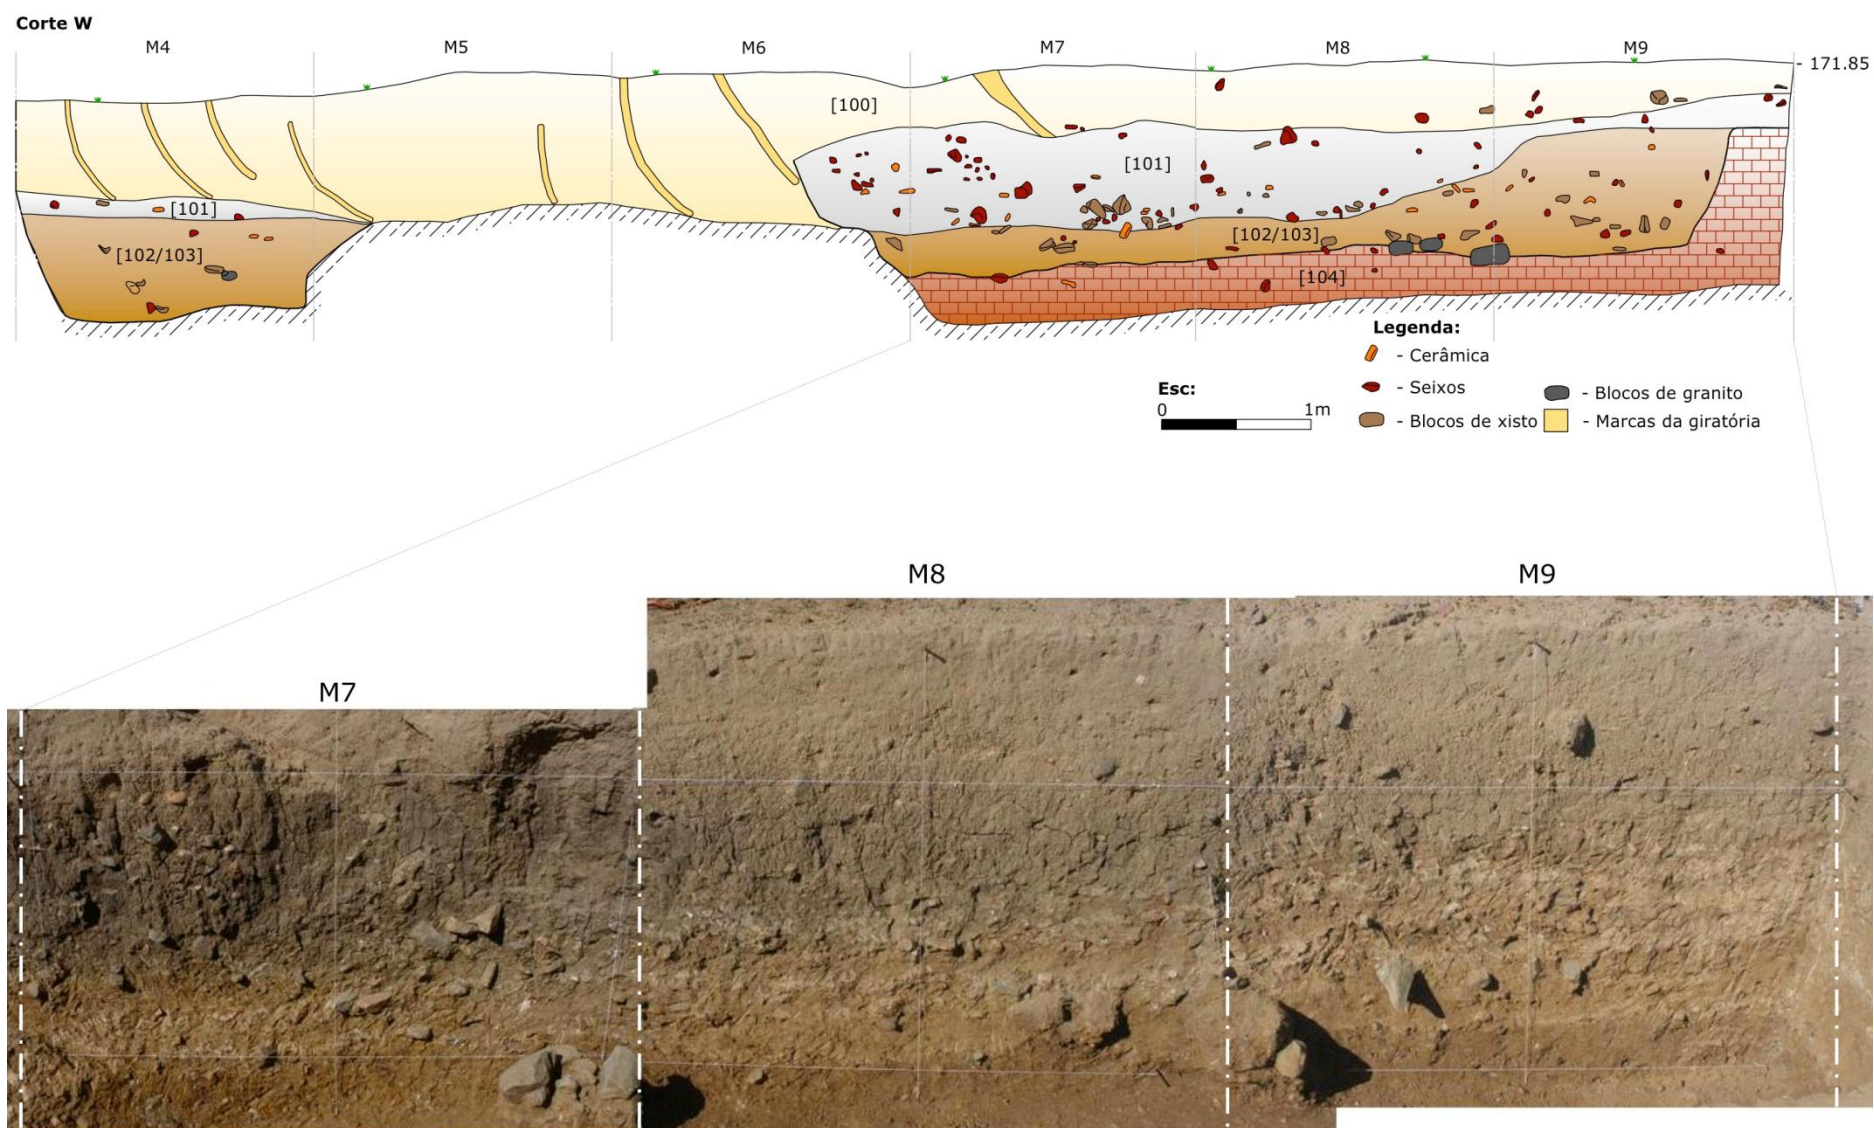 Corte W
M4 M5 M6 M7 M8 M9
- 171.85
[100]
[101]
[101]
[102/103]
[102/103]
[104]
Legenda:
- Cerâmica
Esc:
0 1m
- Seixos
- Blocos de granito
- Blocos de xisto
- Marcas da giratória
M7
M8
M9